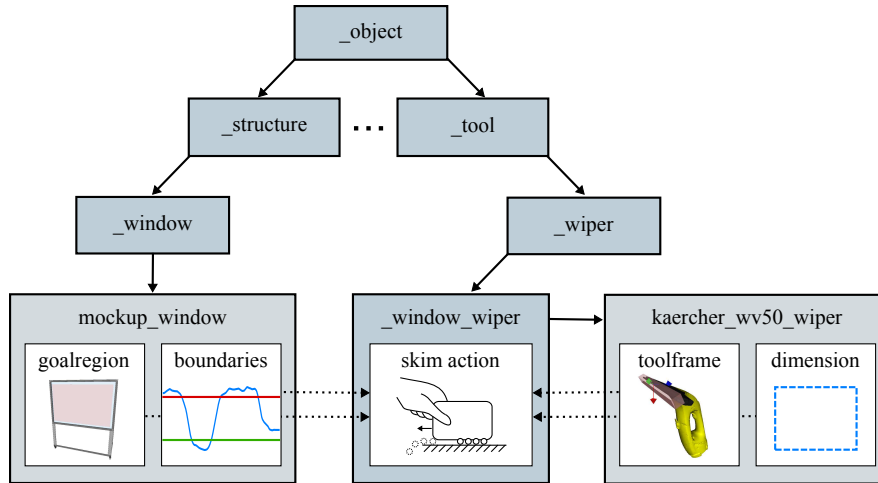 _object
_structure
_tool
_window
_wiper
mockup_window
_window_wiper
kaercher_wv50_wiper
goalregion
boundaries
skim action
toolframe
dimension